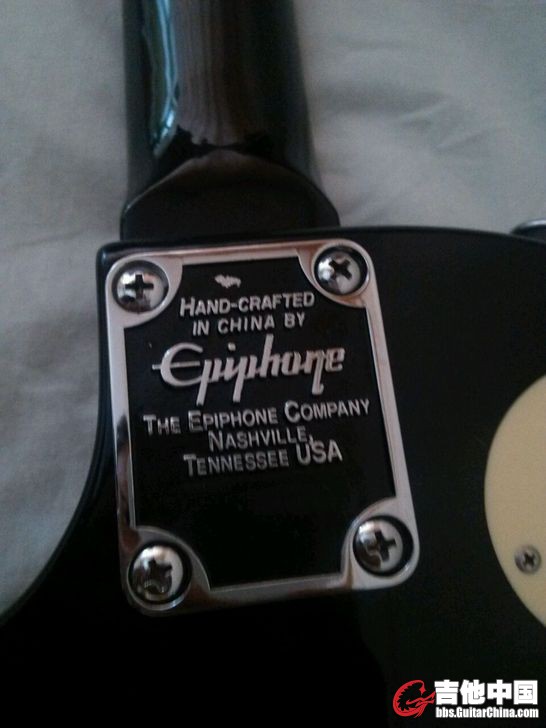 HAND-CRAFTED
IN CHINA BY
Epiphone
THE EPIPHONE COMPANY
NASHVILLE,
TENNESSEE USA
吉他中国
bbs.GuitarChina.com